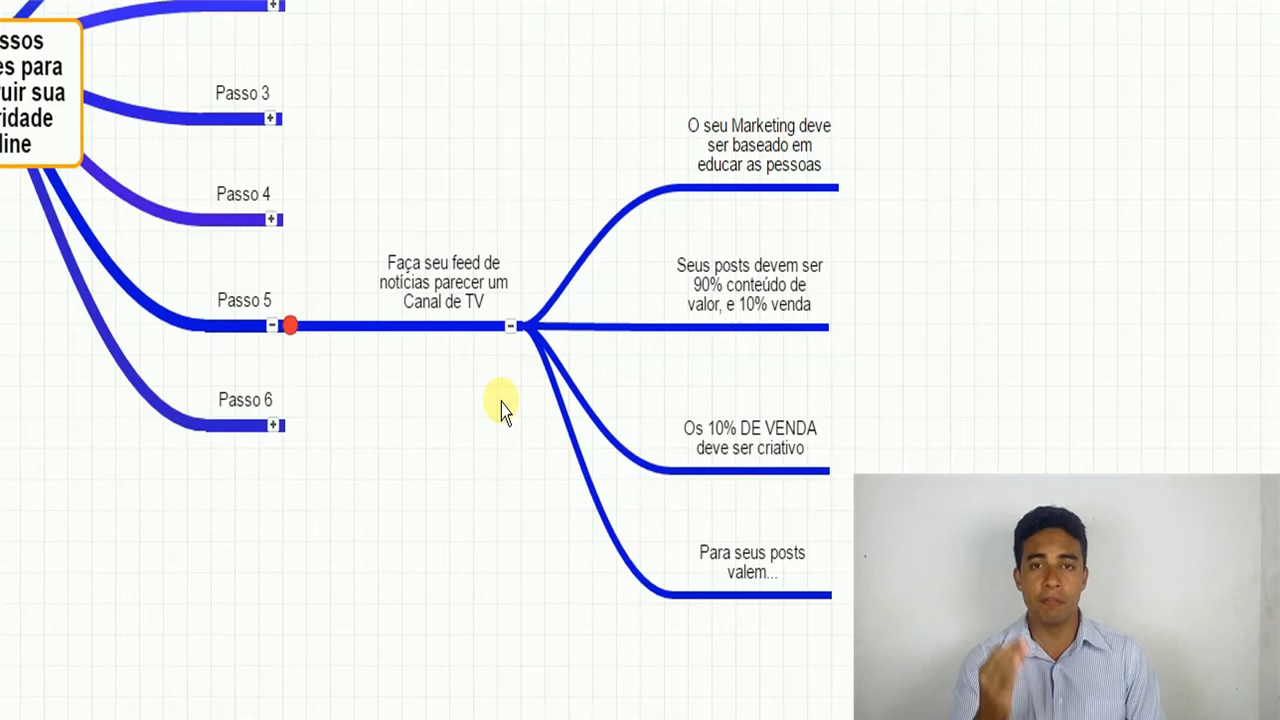 ssos
es para
uir sua
ridade
line
Passo 3
Passo 4
Passo 5
Passo 6
Faça seu feed de
notícias parecer um
Canal de TV
O seu Marketing deve
ser baseado em
educar as pessoas
Seus posts devem ser
90% conteúdo de
valor, e 10% venda
Os 10% DE VENDA
deve ser criativo
Para seus posts
valem...